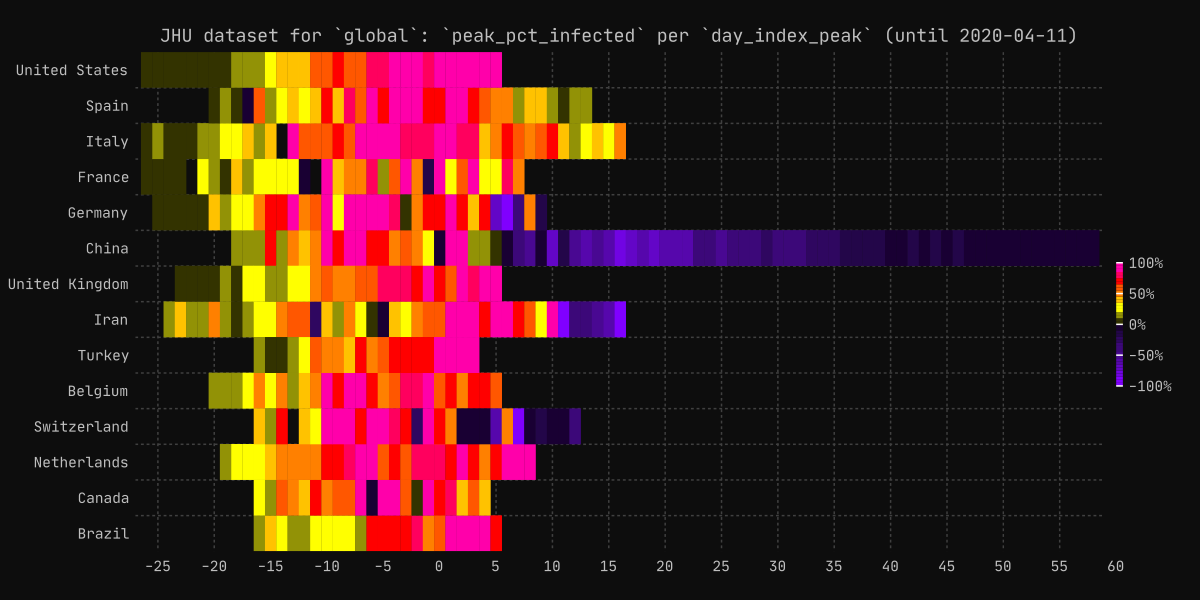 JHU dataset for `global`: `peak_pct_infected` per `day_index_peak` (until 2020-04-11)
United States
Spain
Italy
France
Germany
China
United Kingdom
Iran
Turkey
Belgium
Switzerland
Netherlands
Canada
Brazil
-25 -20 -15 -10 -5 0 5 10 15 20 25 30 35 40 45 50 55 60
100%
50%
0%
-50%
-100%